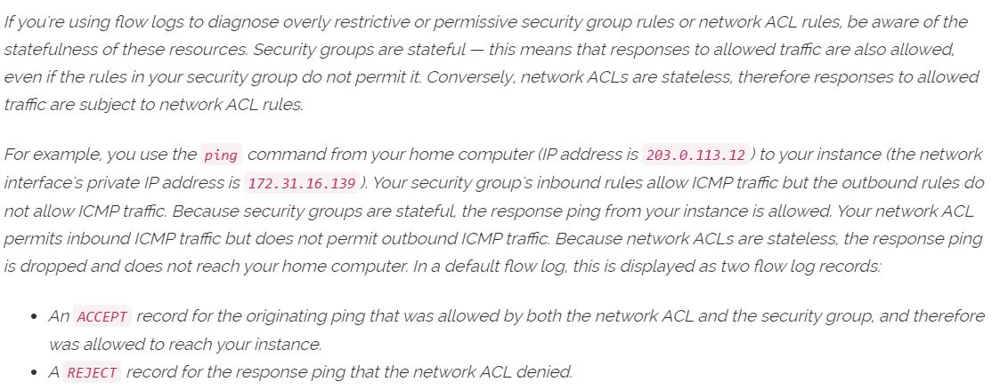 If you're using flow logs to diagnose overly restrictive or permissive security group rules or network ACL rules, be aware of the
statefulness of these resources. Security groups are stateful — this means that responses to allowed traffic are also allowed,
even if the rules in your security group do not permit it. Conversely, network ACLs are stateless, therefore responses to allowed
traffic are subject to network ACL rules.
For example, you use the ping command from your home computer (IP address is 203.0.113.12 ) to your instance (the network
interface's private IP address is 172.31.16.139 ). Your security group's inbound rules allow ICMP traffic but the outbound rules do
not allow ICMP traffic. Because security groups are stateful, the response ping from your instance is allowed. Your network ACL
permits inbound ICMP traffic but does not permit outbound ICMP traffic. Because network ACLs are stateless, the response ping
is dropped and does not reach your home computer. In a default flow log, this is displayed as two flow log records:
• An ACCEPT record for the originating ping that was allowed by both the network ACL and the security group, and therefore
was allowed to reach your instance.
• A REJECT record for the response ping that the network ACL denied.